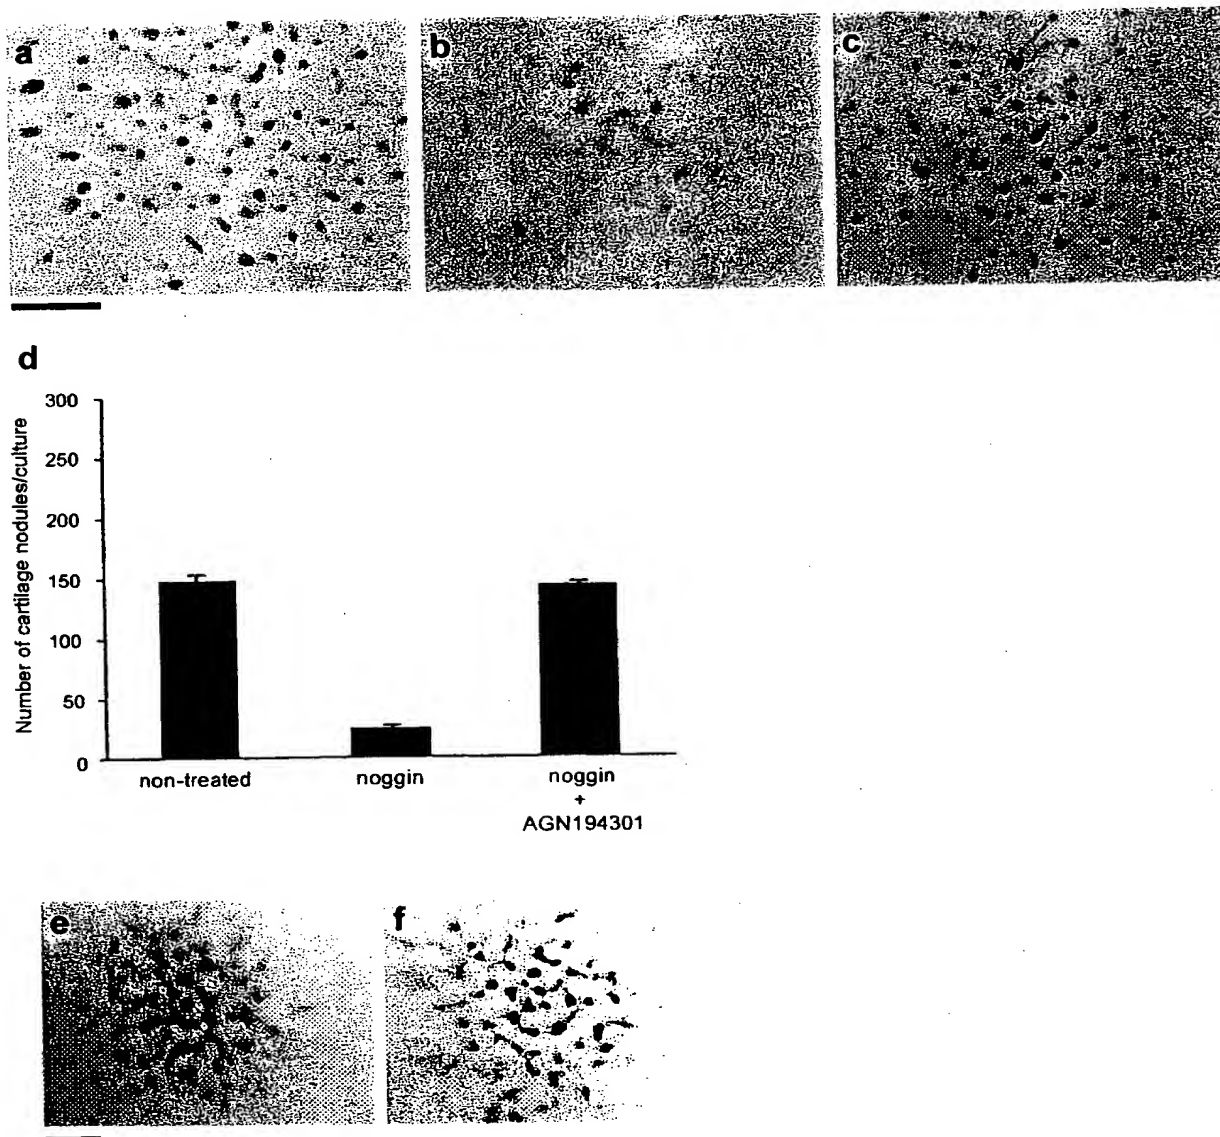 a
b
c
d
Number of cartilage nodules/culture
300
250
200
150
100
50
0
non-treated
noggin
noggin
+
AGN194301
e
f